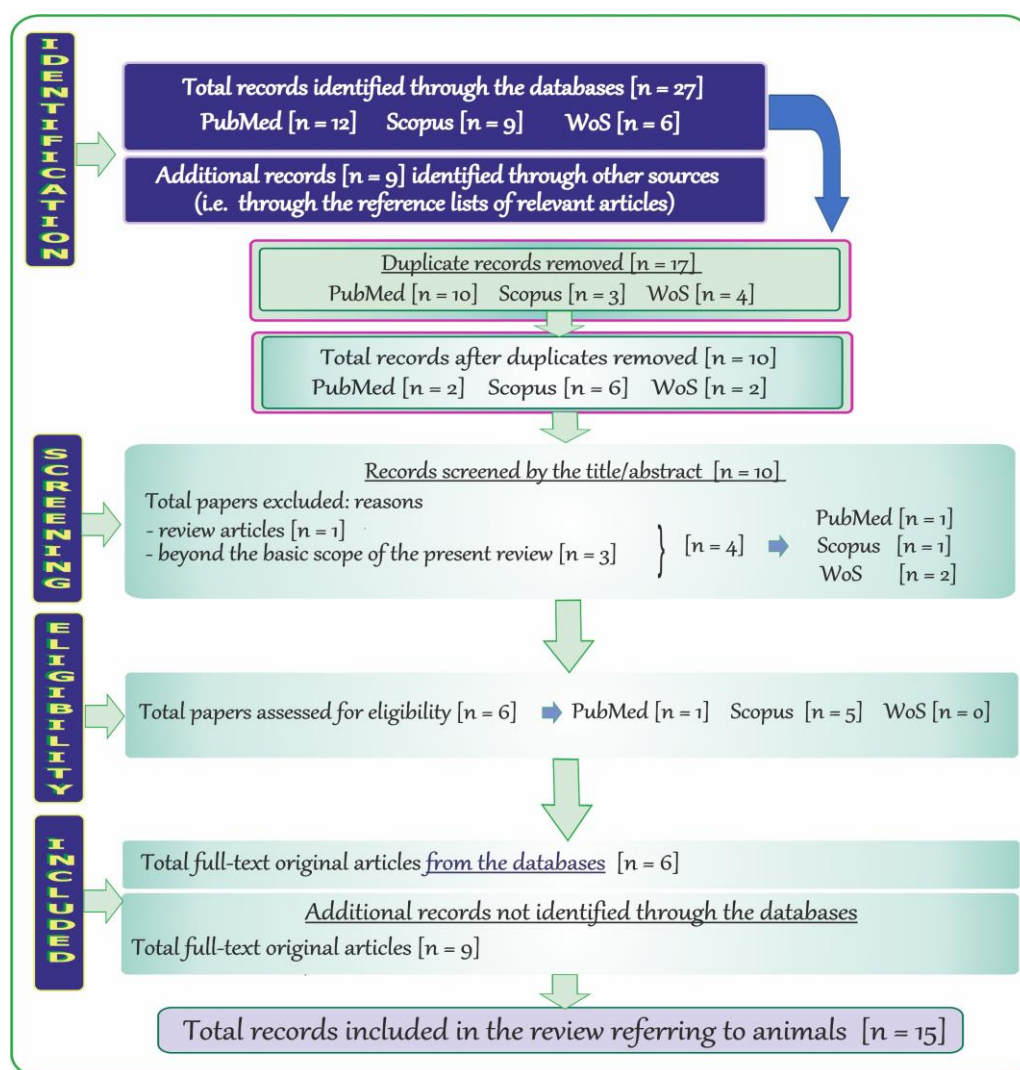 IDENTIFICATION
Total records identified through the databases [n = 27]
PubMed [n = 12] Scopus [n = 9] WoS [n = 6]
Additional records [n = 9] identified through other sources
(i.e. through the reference lists of relevant articles)
Duplicate records removed [n = 17]
PubMed [n = 10] Scopus [n = 3] WoS [n = 4]
Total records after duplicates removed [n = 10]
PubMed [n = 2] Scopus [n = 6] WoS [n = 2]
SCREENING
Records screened by the title/abstract [n = 10]
Total papers excluded: reasons
- review articles [n = 1]
- beyond the basic scope of the present review [n = 3]
} [n = 4]
PubMed [n = 1]
Scopus [n = 1]
WoS [n = 2]
ELIGIBILITY
Total papers assessed for eligibility [n = 6] PubMed [n = 1] Scopus [n = 5] WoS [n = 0]
INCLUDED
Total full-text original articles from the databases [n = 6]
Additional records not identified through the databases
Total full-text original articles [n = 9]
Total records included in the review referring to animals [n = 15]